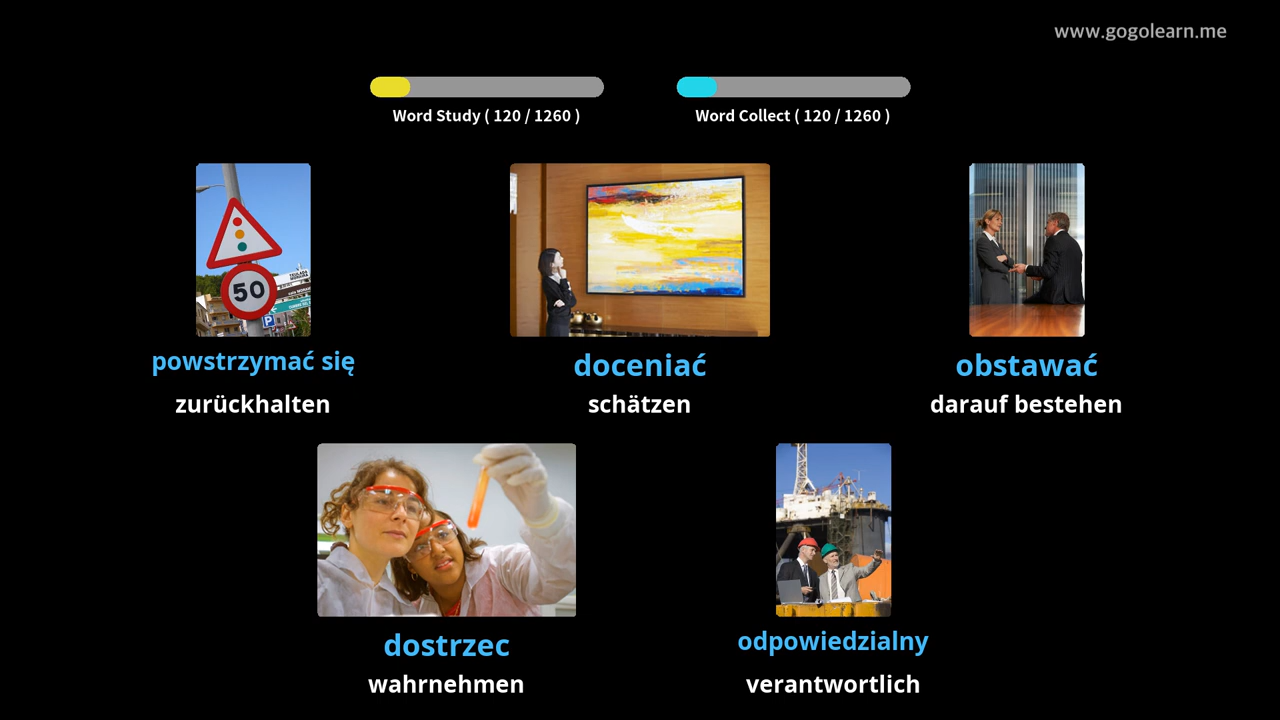 www.gogolearn.me
Word Study ( 120 / 1260 )
Word Collect ( 120 / 1260 )
50
P
powstrzymać się
zurückhalten
doceniać
schätzen
obstawać
darauf bestehen
dostrzec
wahrnehmen
odpowiedzialny
verantwortlich